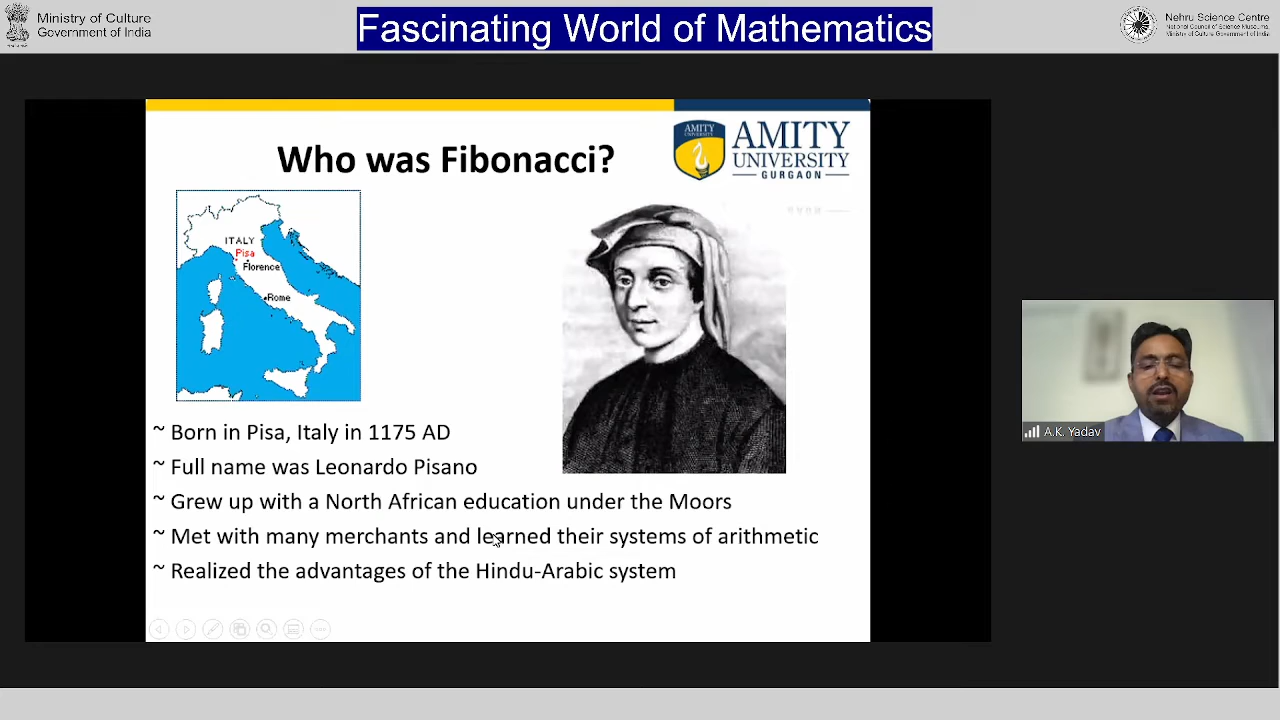 Ministry of Culture
Government of India
Fascinating World of Mathematics
Nehru Science Centre
AMITY
UNIVERSITY
AMITY
UNIVERSITY
GURGAON
Who was Fibonacci?
ITALY
Pisa
Florence
Rome
~ Born in Pisa, Italy in 1175 AD
~ Full name was Leonardo Pisano
~ Grew up with a North African education under the Moors
~ Met with many merchants and learned their systems of arithmetic
~ Realized the advantages of the Hindu-Arabic system
A.K. Yadav